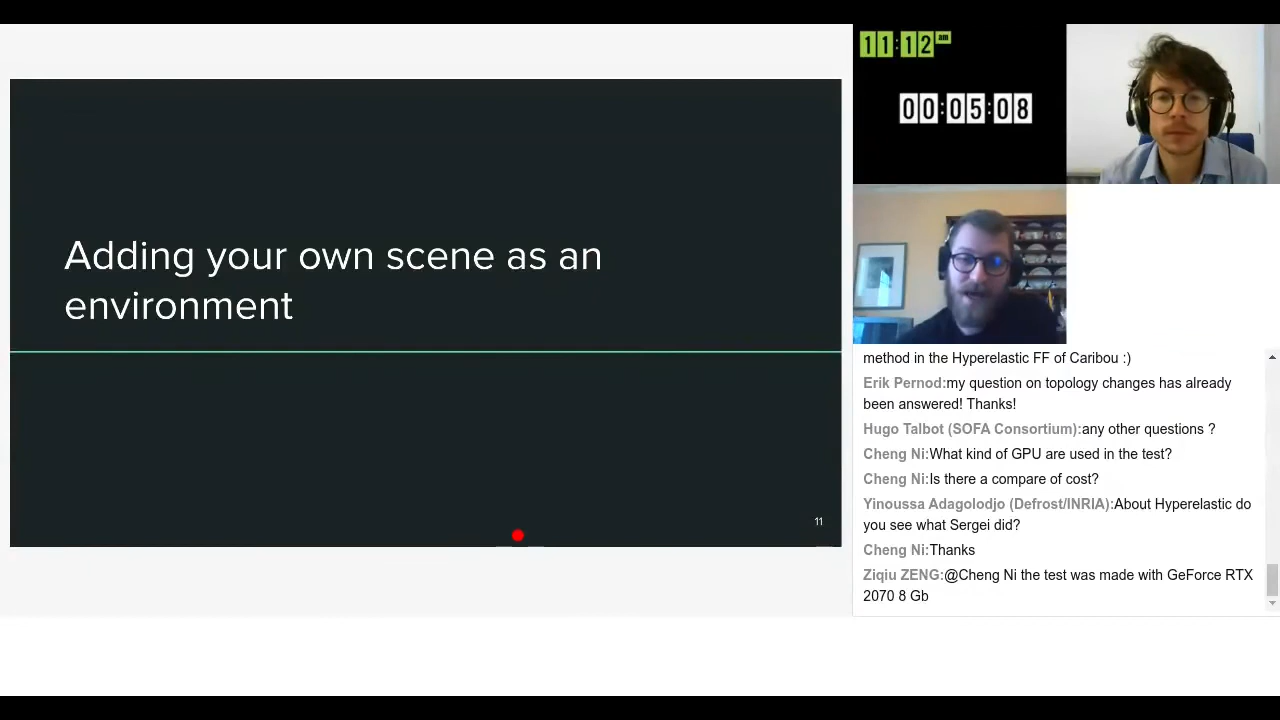 Adding your own scene as an
environment
11
11:12 am
00:05:08
method in the Hyperelastic FF of Caribou :)
Erik Pernod:my question on topology changes has already
been answered! Thanks!
Hugo Talbot (SOFA Consortium):any other questions ?
Cheng Ni:What kind of GPU are used in the test?
Cheng Ni:Is there a compare of cost?
Yinoussa Adagolodjo (Defrost/INRIA):About Hyperelastic do
you see what Sergei did?
Cheng Ni:Thanks
Ziqiu ZENG:@Cheng Ni the test was made with GeForce RTX
2070 8 Gb